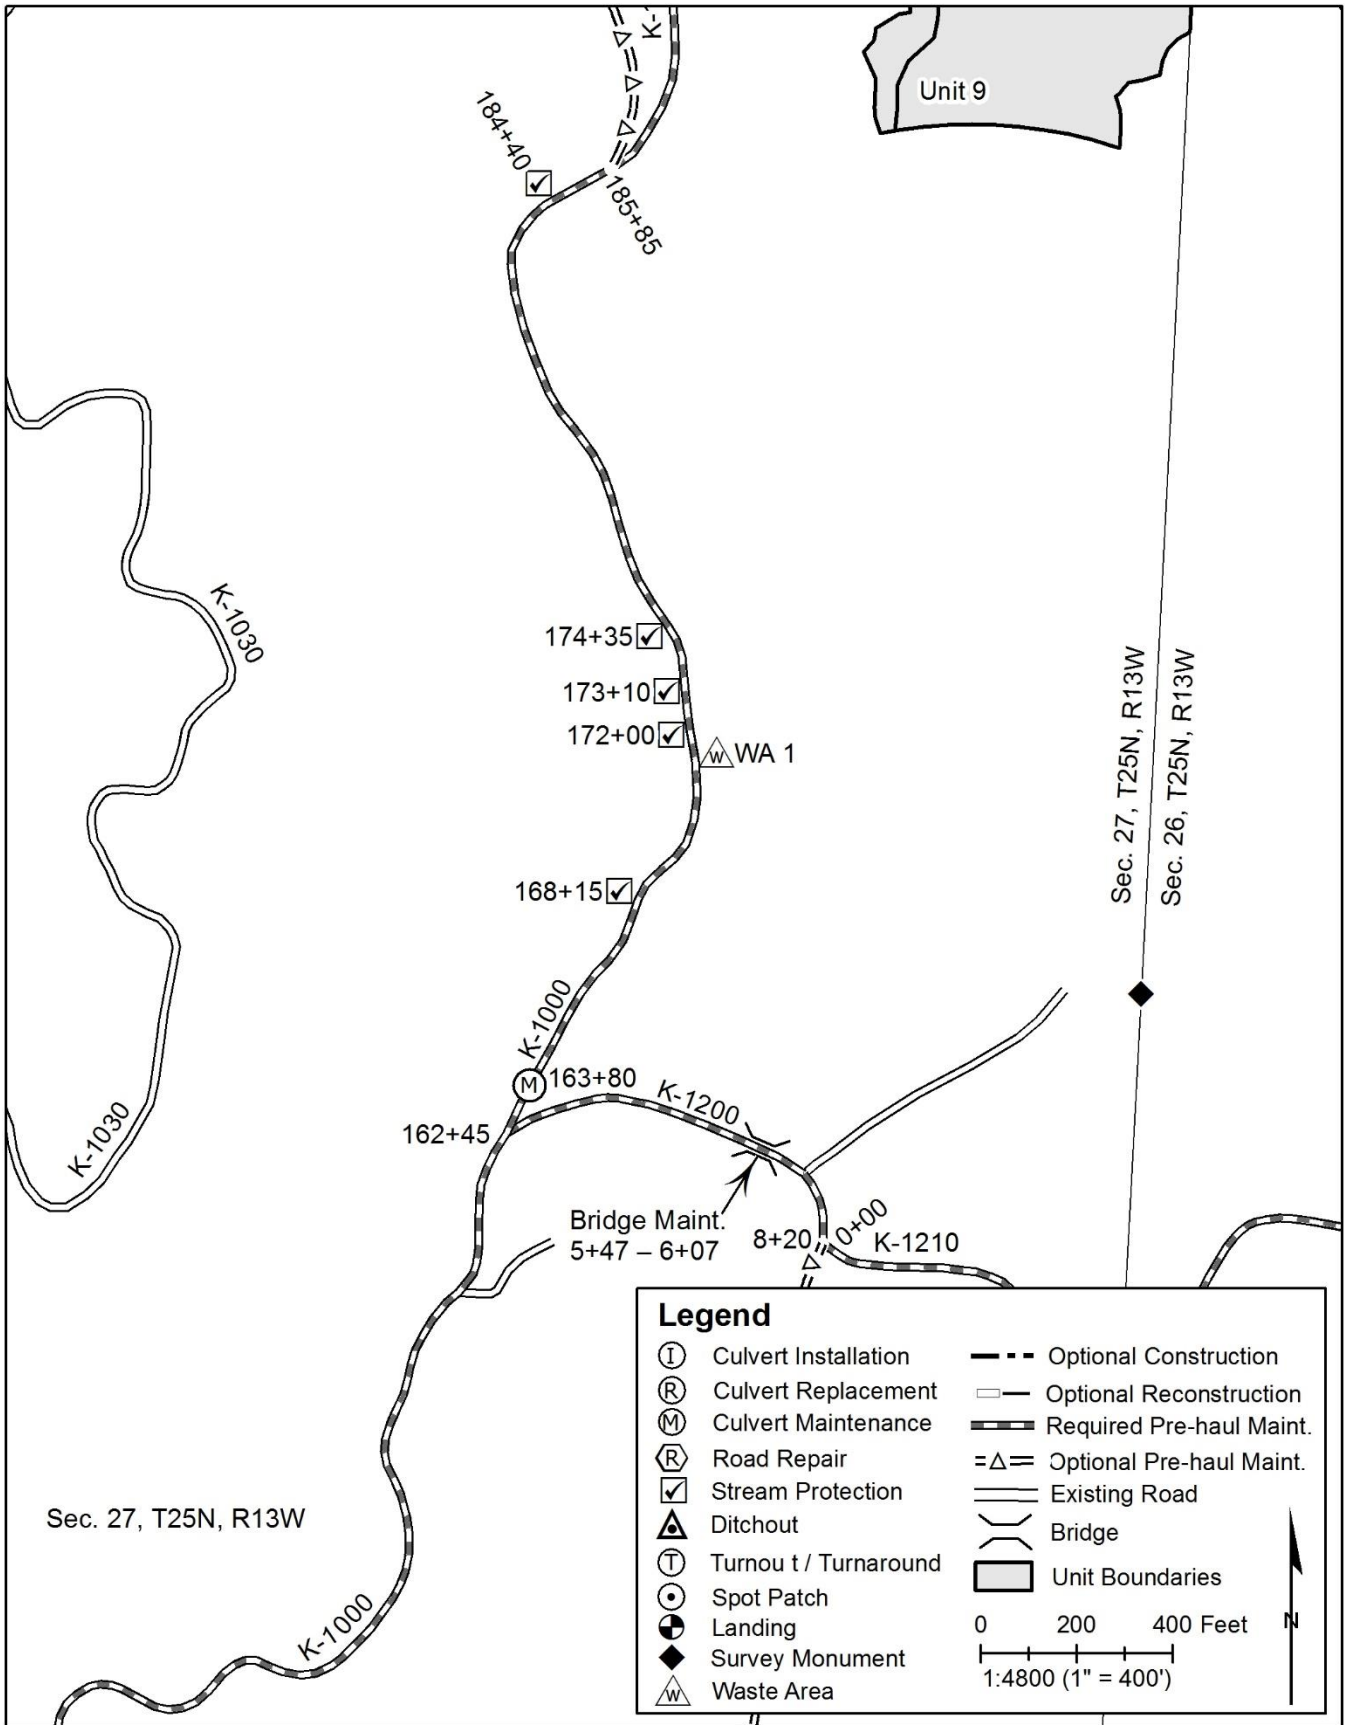 K-
Unit 9
184+40
185+85
K-1030
174+35
173+10
172+00
W WA 1
Sec. 27, T25N, R13W
Sec. 26, T25N, R13W
168+15
K-1000
M 163+80
K-1200
162+45
K-1030
Bridge Maint.
5+47 – 6+07
8+20
0+00
K-1210
Sec. 27, T25N, R13W
K-1000
Legend
I Culvert Installation
R Culvert Replacement
M Culvert Maintenance
R Road Repair
Stream Protection
Ditchout
T Turnou t / Turnaround
Spot Patch
Landing
Survey Monument
W Waste Area
Optional Construction
Optional Reconstruction
Required Pre-haul Maint.
Optional Pre-haul Maint.
Existing Road
Bridge
Unit Boundaries
0 200 400 Feet
1:4800 (1" = 400')
N